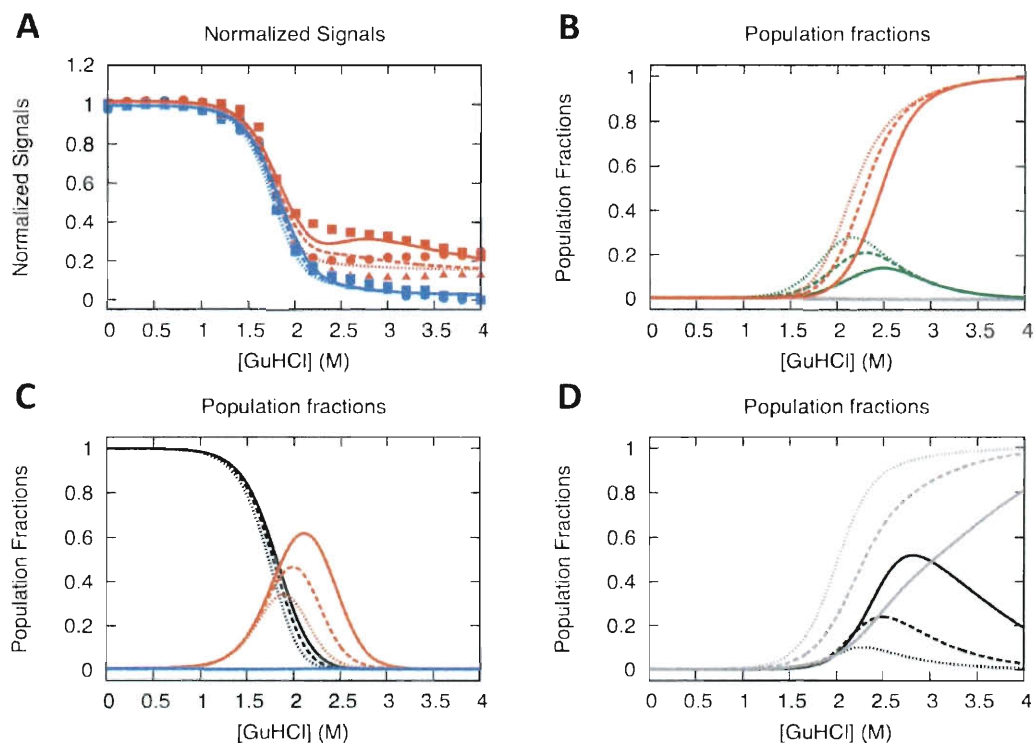 A
Normalized Signals
Normalized Signals
1.2
1
0.8
0.6
0.4
0.2
0
0 0.5 1 1.5 2 2.5 3 3.5 4
[GuHCl] (M)
B
Population fractions
Population Fractions
1
0.8
0.6
0.4
0.2
0
0 0.5 1 1.5 2 2.5 3 3.5 4
[GuHCl] (M)
C
Population fractions
Population Fractions
1
0.8
0.6
0.4
0.2
0
0 0.5 1 1.5 2 2.5 3 3.5 4
[GuHCl] (M)
D
Population fractions
Population Fractions
1
0.8
0.6
0.4
0.2
0
0 0.5 1 1.5 2 2.5 3 3.5 4
[GuHCl] (M)